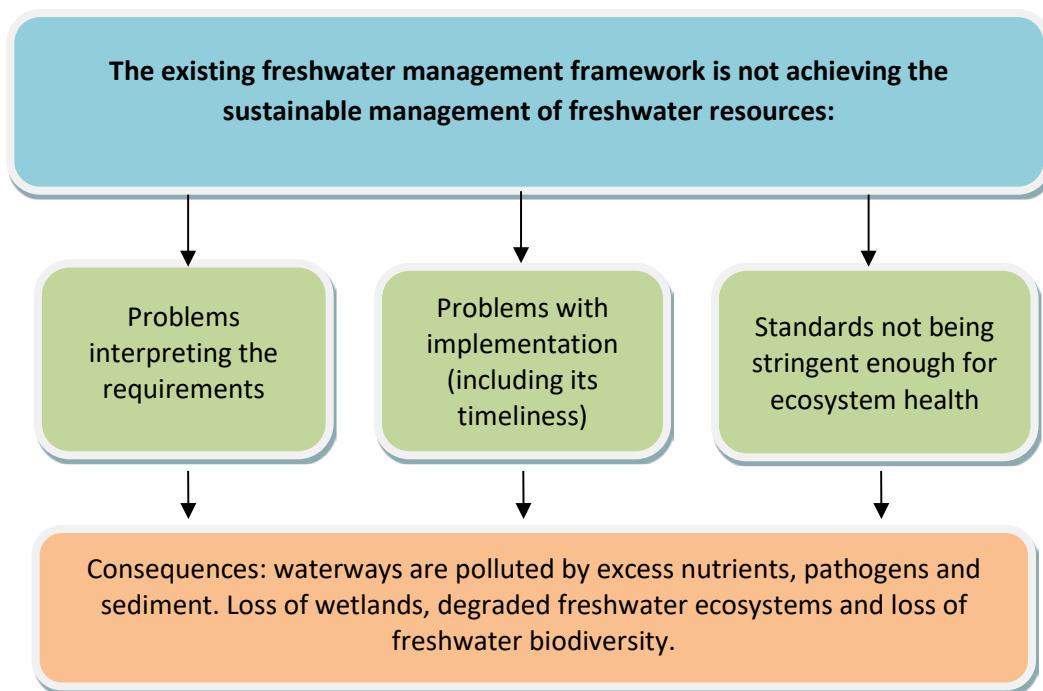 The existing freshwater management framework is not achieving the
sustainable management of freshwater resources:
Problems
interpreting the
requirements
Problems with
implementation
(including its
timeliness)
Standards not being
stringent enough for
ecosystem health
Consequences: waterways are polluted by excess nutrients, pathogens and
sediment. Loss of wetlands, degraded freshwater ecosystems and loss of
freshwater biodiversity.